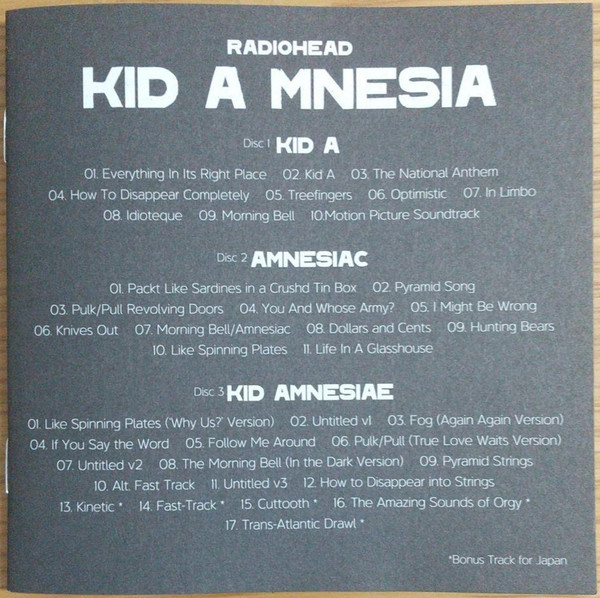 RADIOHEAD
KID A MNESIA
Disc 1 KID A
01. Everything In Its Right Place 02. Kid A 03. The National Anthem
04. How To Disappear Completely 05. Treefingers 06. Optimistic 07. In Limbo
08. Idioteque 09. Morning Bell 10.Motion Picture Soundtrack
Disc 2 AMNESIAC
01. Packt Like Sardines in a Crushd Tin Box 02. Pyramid Song
03. Pulk/Pull Revolving Doors 04. You And Whose Army? 05. I Might Be Wrong
06. Knives Out 07. Morning Bell/Amnesiac 08. Dollars and Cents 09. Hunting Bears
10. Like Spinning Plates 11. Life In A Glasshouse
Disc 3 KID AMNESIAE
01. Like Spinning Plates ('Why Us?' Version) 02. Untitled v1 03. Fog (Again Again Version)
04. If You Say the Word 05. Follow Me Around 06. Pulk/Pull (True Love Waits Version)
07. Untitled v2 08. The Morning Bell (In the Dark Version) 09. Pyramid Strings
10. Alt. Fast Track 11. Untitled v3 12. How to Disappear into Strings
13. Kinetic * 14. Fast-Track * 15. Cuttooth * 16. The Amazing Sounds of Orgy *
17. Trans-Atlantic Drawl *
*Bonus Track for Japan